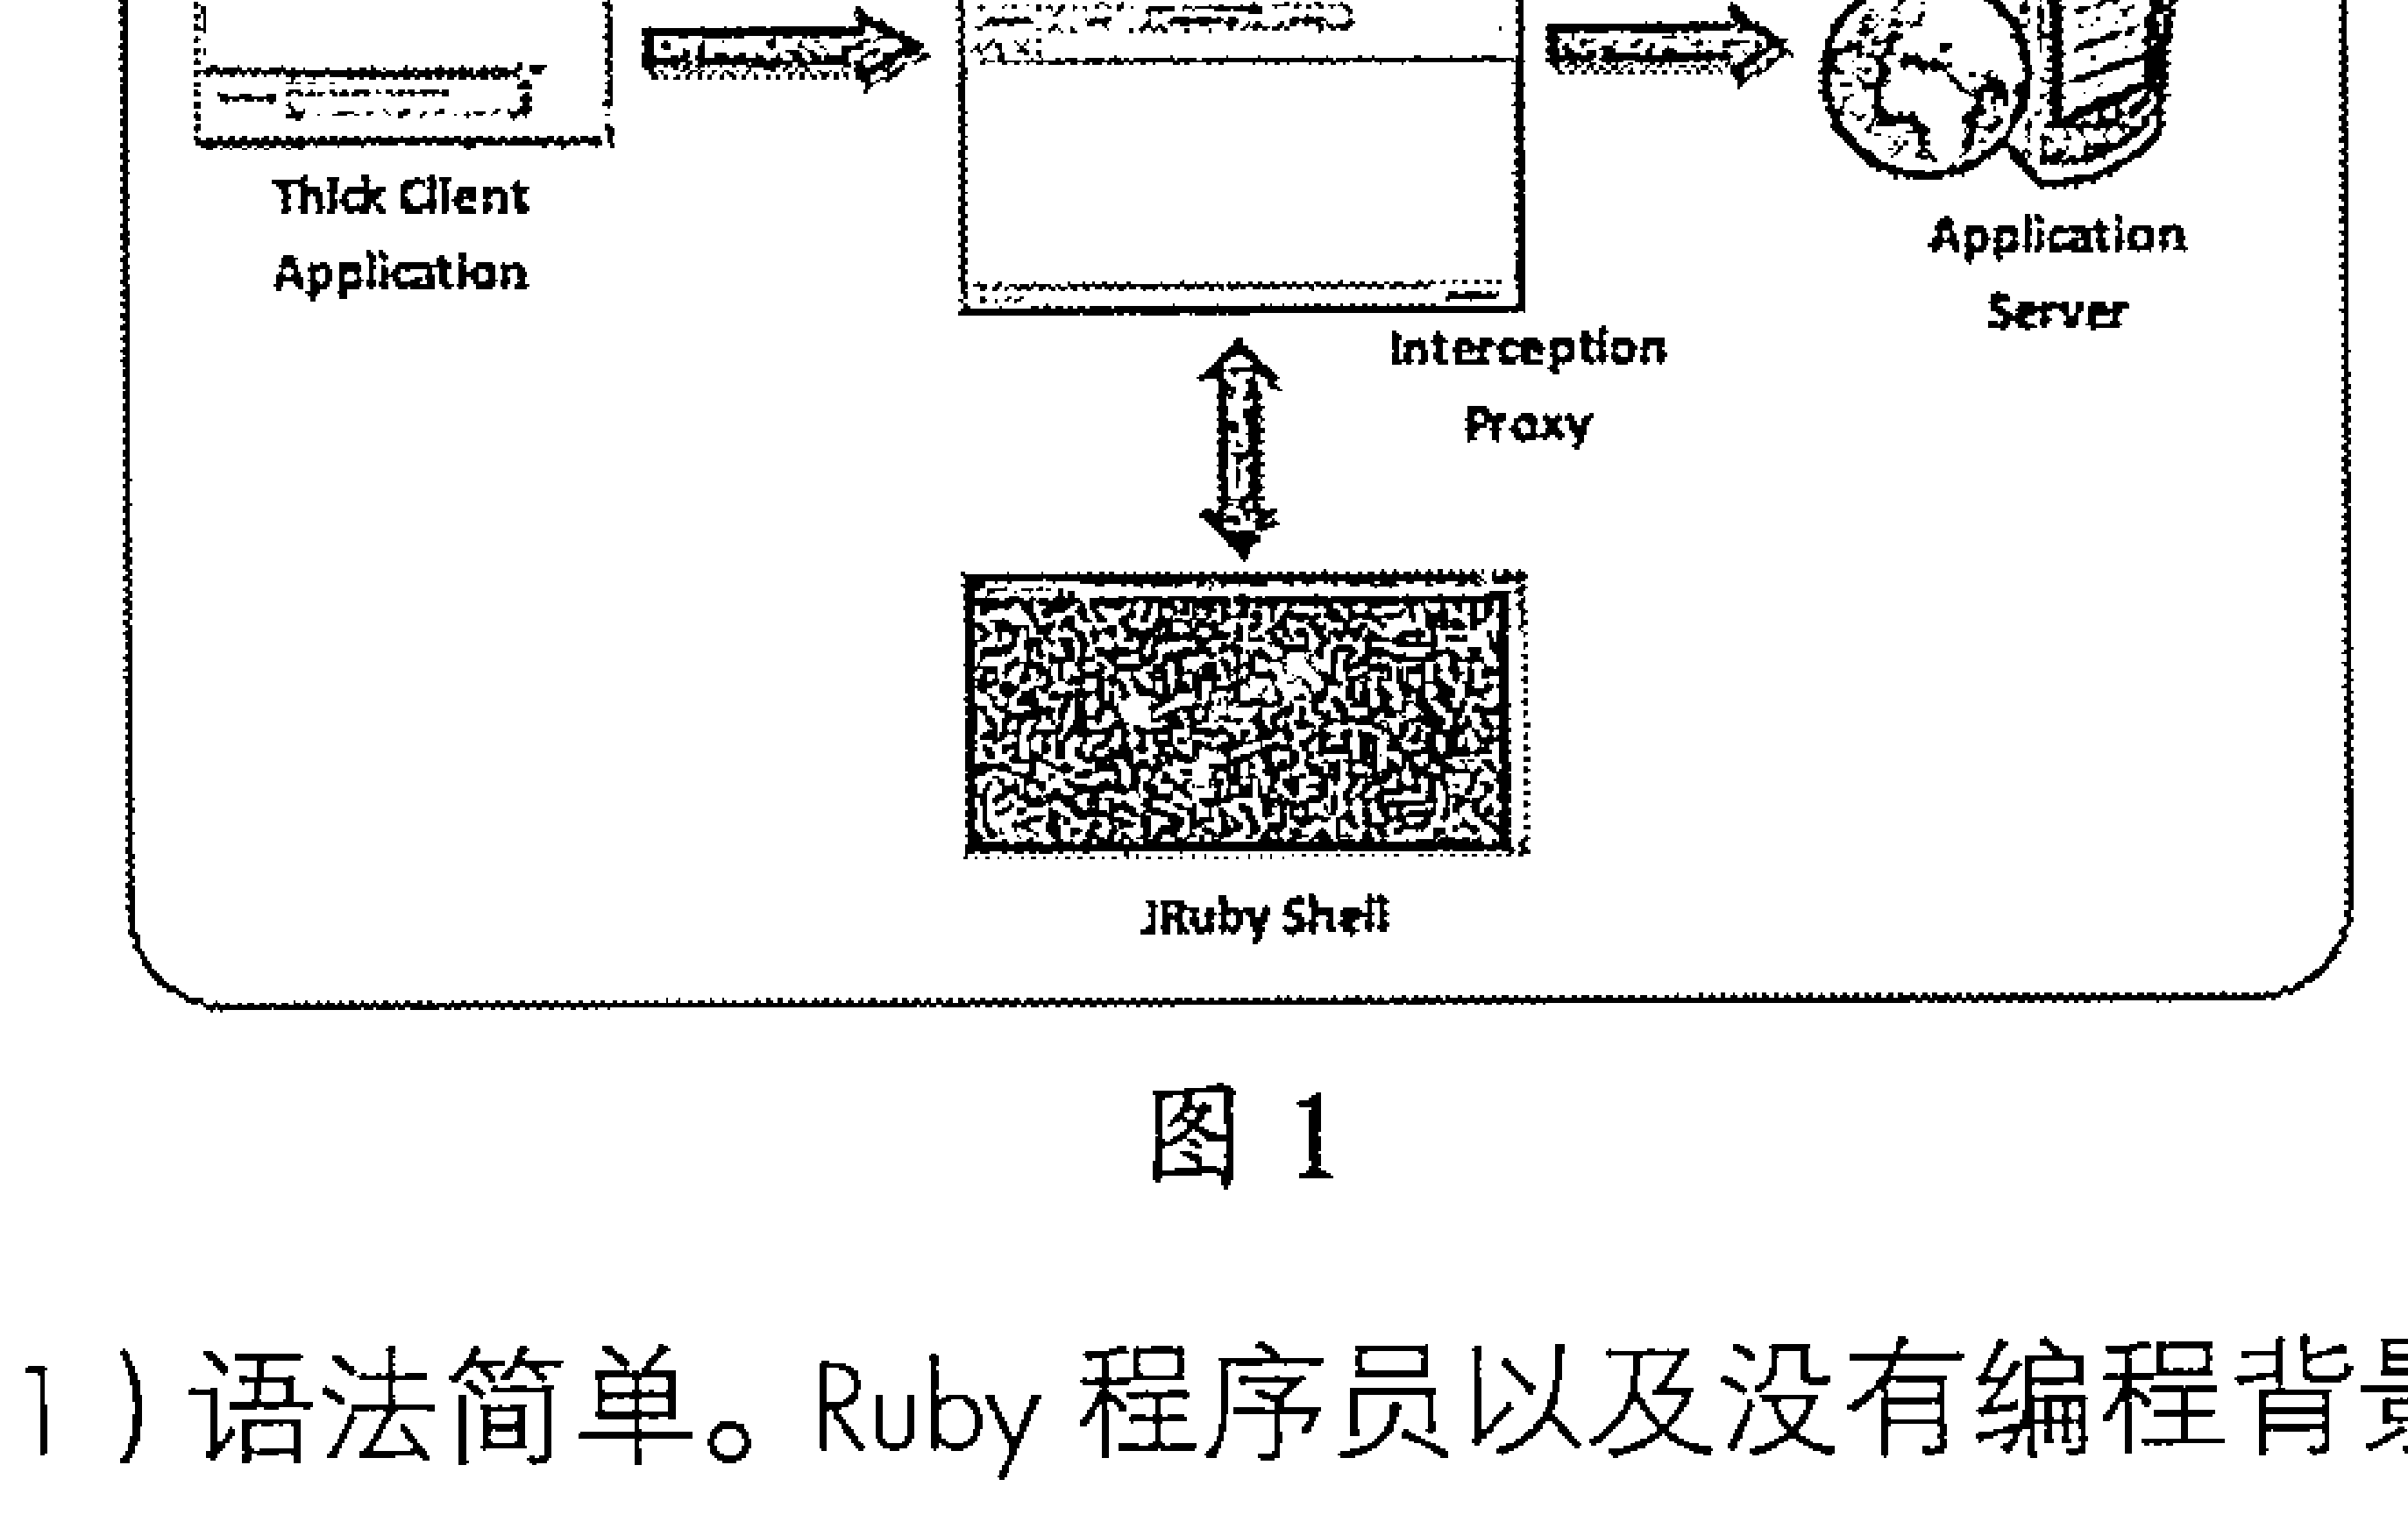 Thick Client
Application
Application
Server
Interception
Proxy
JRuby Shell
图 1
1）语法简单。Ruby 程序员以及没有编程背